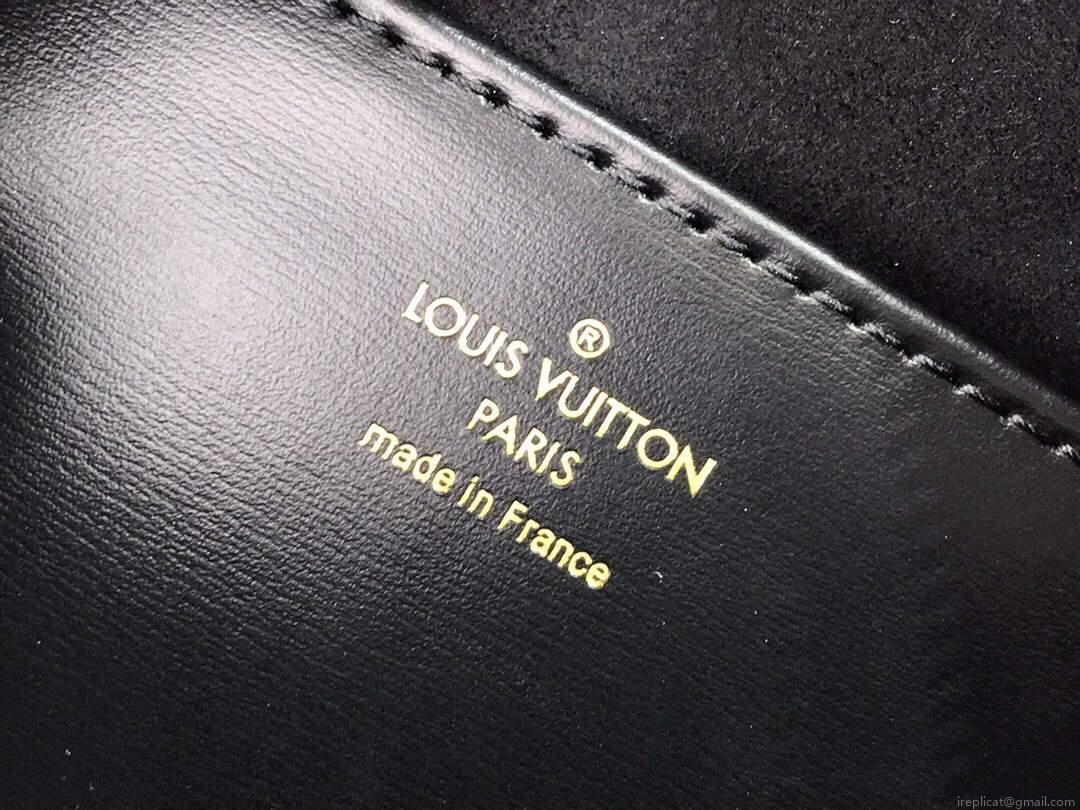 ®
LOUIS VUITTON
PARIS
made in France
ireplicat@gmail.com